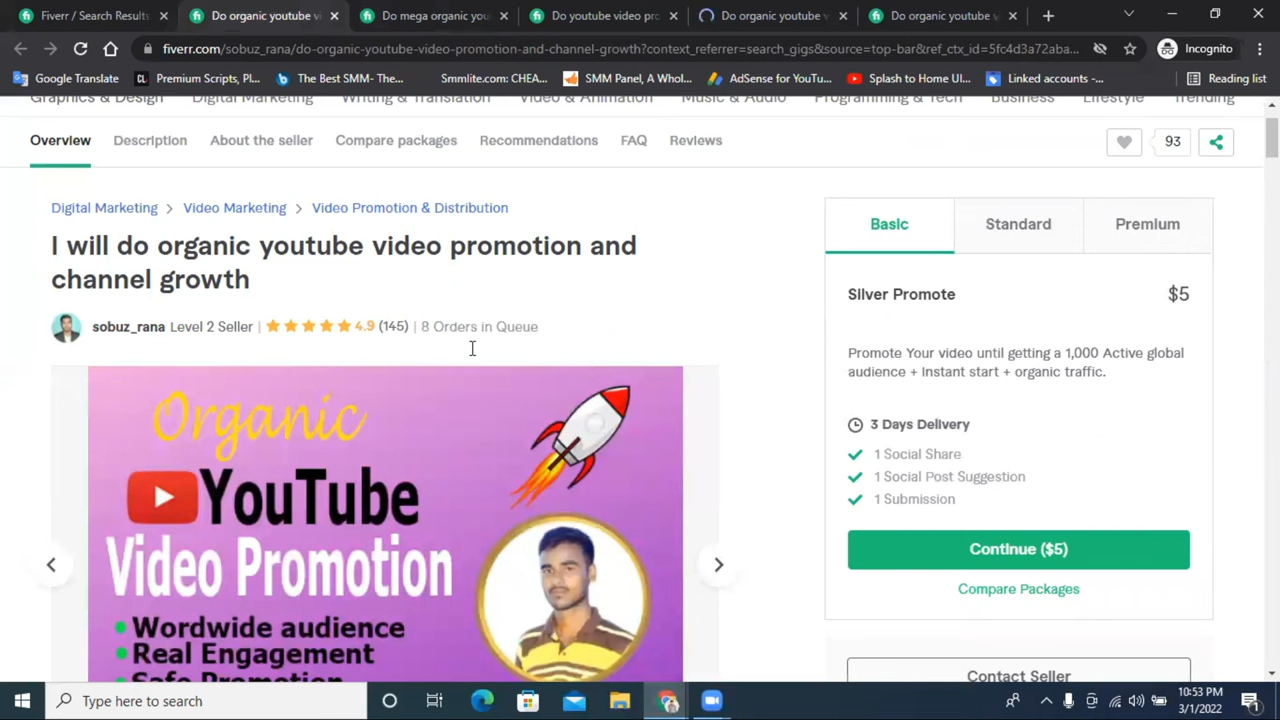 Fiverr / Search Results
Do organic youtube vi
Do mega organic you
Do youtube video pro
Do organic youtube v
Do organic youtube v
fiverr.com/sobuz_rana/do-organic-youtube-video-promotion-and-channel-growth?context_referrer=search_gigs&source=top-bar&ref_ctx_id=5fc4d3a72aba...
Incognito
Google Translate
Premium Scripts, Pl...
The Best SMM- The...
Smmlite.com: CHEA...
SMM Panel, A Whol...
AdSense for YouTu...
Splash to Home UI...
Linked accounts -...
Reading list
Graphics & Design
Digital Marketing
Writing & Translation
Video & Animation
Music & Audio
Programming & Tech
Business
Lifestyle
Trending
Overview
Description
About the seller
Compare packages
Recommendations
FAQ
Reviews
93
Digital Marketing > Video Marketing > Video Promotion & Distribution
I will do organic youtube video promotion and
channel growth
sobuz_rana Level 2 Seller | 4.9 (145) | 8 Orders in Queue
Organic
YouTube
Video Promotion
Wordwide audience
Real Engagement
Safe Promotion
Basic
Standard
Premium
Silver Promote
$5
Promote Your video until getting a 1,000 Active global
audience + Instant start + organic traffic.
3 Days Delivery
1 Social Share
1 Social Post Suggestion
1 Submission
Continue ($5)
Compare Packages
Contact Seller
Type here to search
10:53 PM
3/1/2022
1